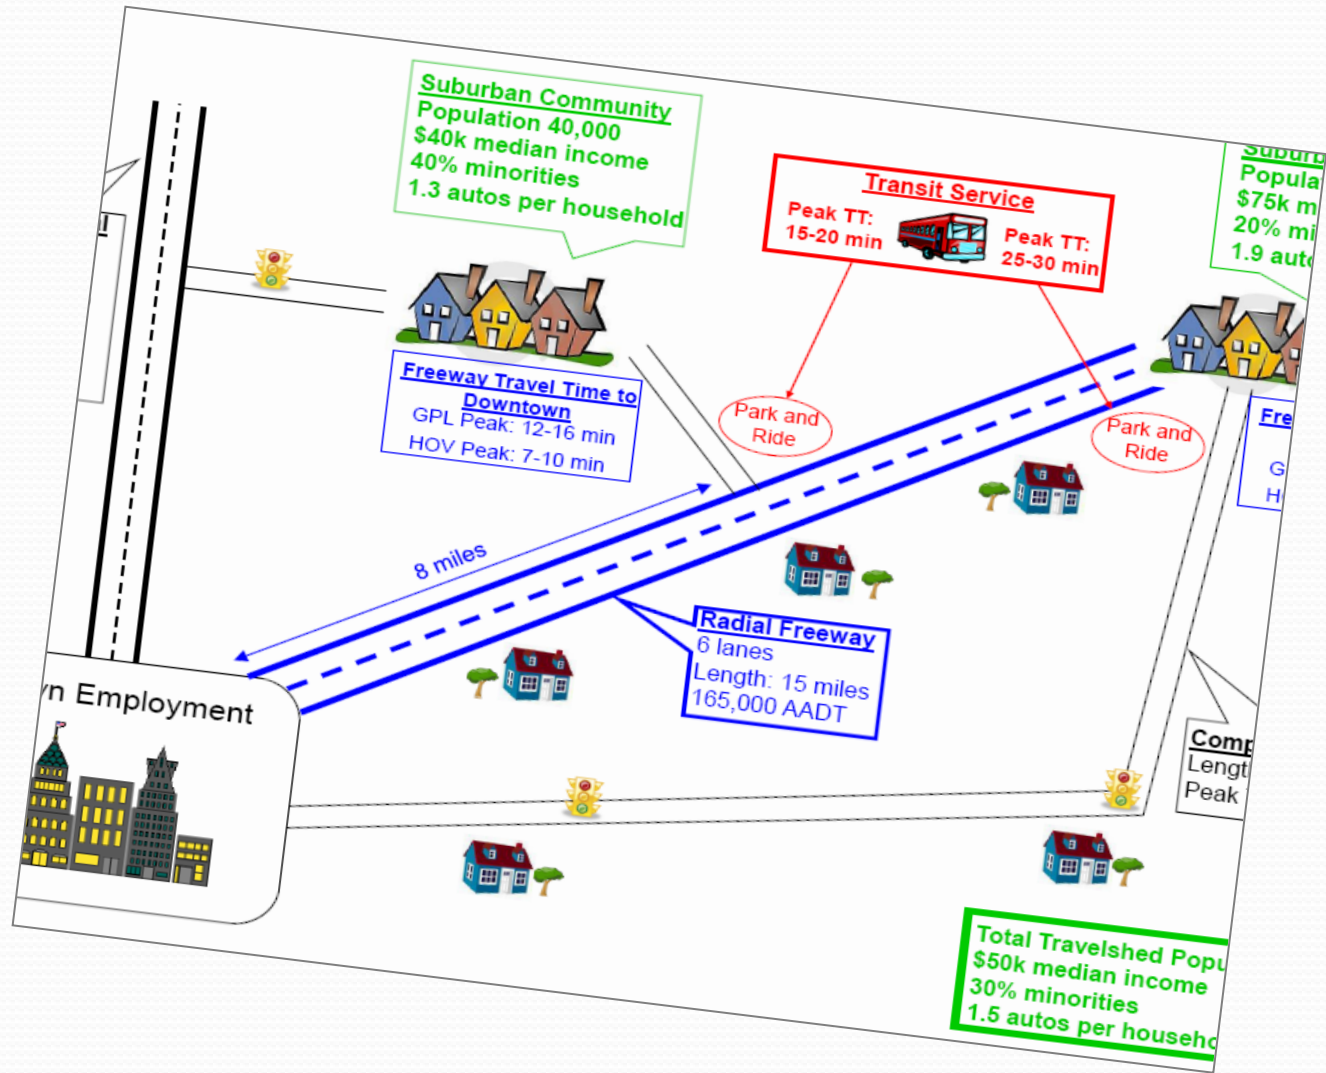 Suburban Community
Population 40,000
$40k median income
40% minorities
1.3 autos per household
Transit Service
Peak TT:
15-20 min
Peak TT:
25-30 min
$75k
20%
1.9
Freeway Travel Time to
Downtown
GPL Peak: 12-16 min
HOV Peak: 7-10 min
Park and
Ride
Park and
Ride
8 miles
Radial Freeway
6 lanes
Length: 15 miles
165,000 AADT
Employment
Peak
Total Travelshed
$50k median income
30% minorities
1.5 autos per